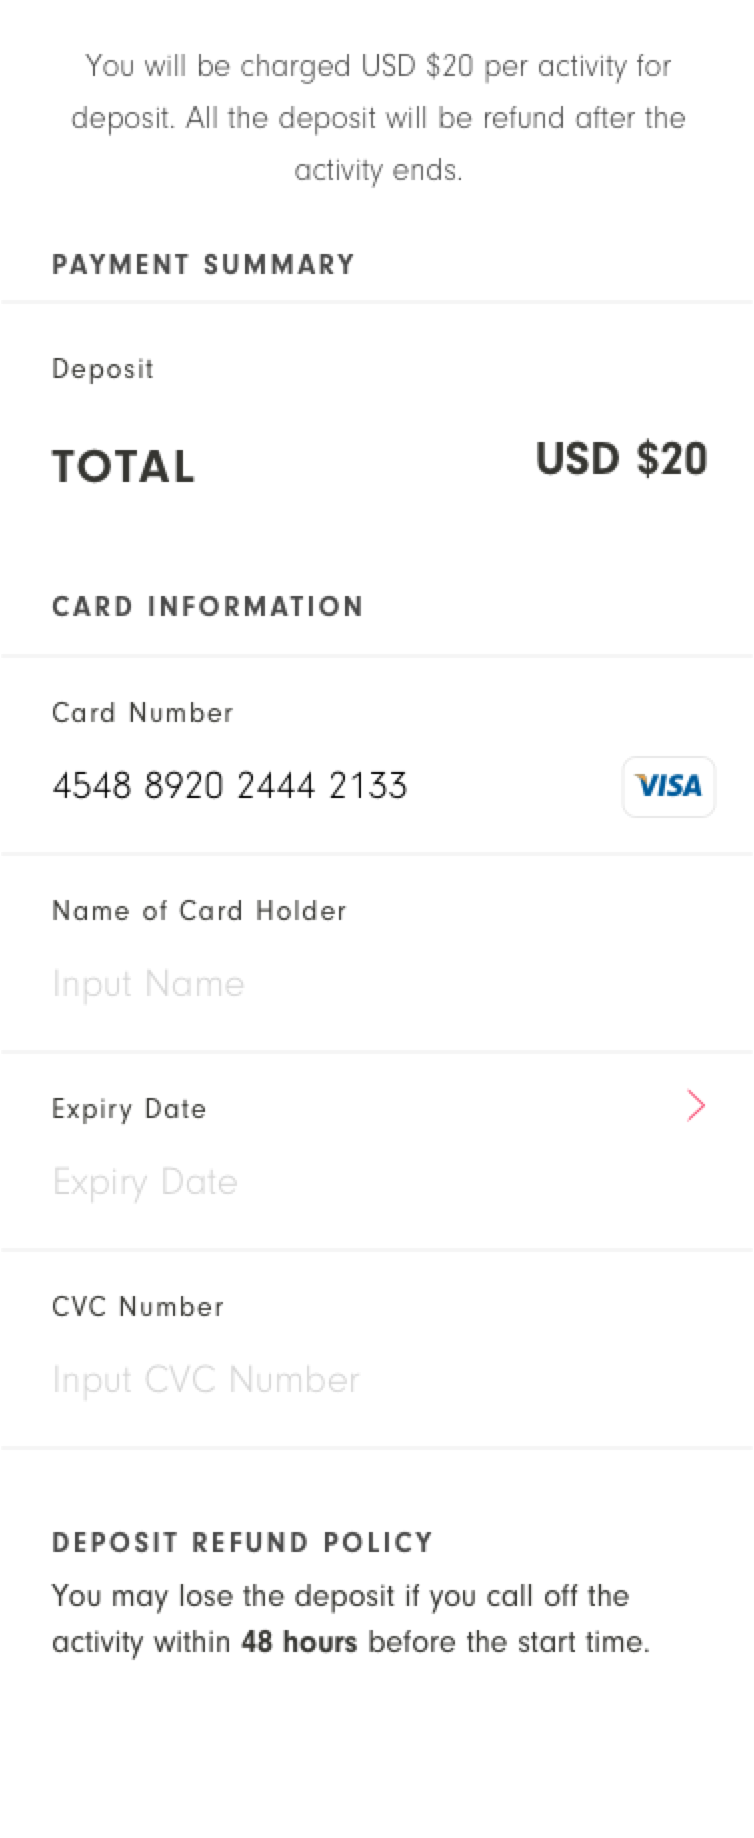 You will be charged USD $20 per activity for
deposit. All the deposit will be refund after the
activity ends.
PAYMENT SUMMARY
Deposit
TOTAL USD $20
CARD INFORMATION
Card Number
4548 8920 2444 2133 VISA
Name of Card Holder
Input Name
Expiry Date
Expiry Date
CVC Number
Input CVC Number
DEPOSIT REFUND POLICY
You may lose the deposit if you call off the
activity within 48 hours before the start time.